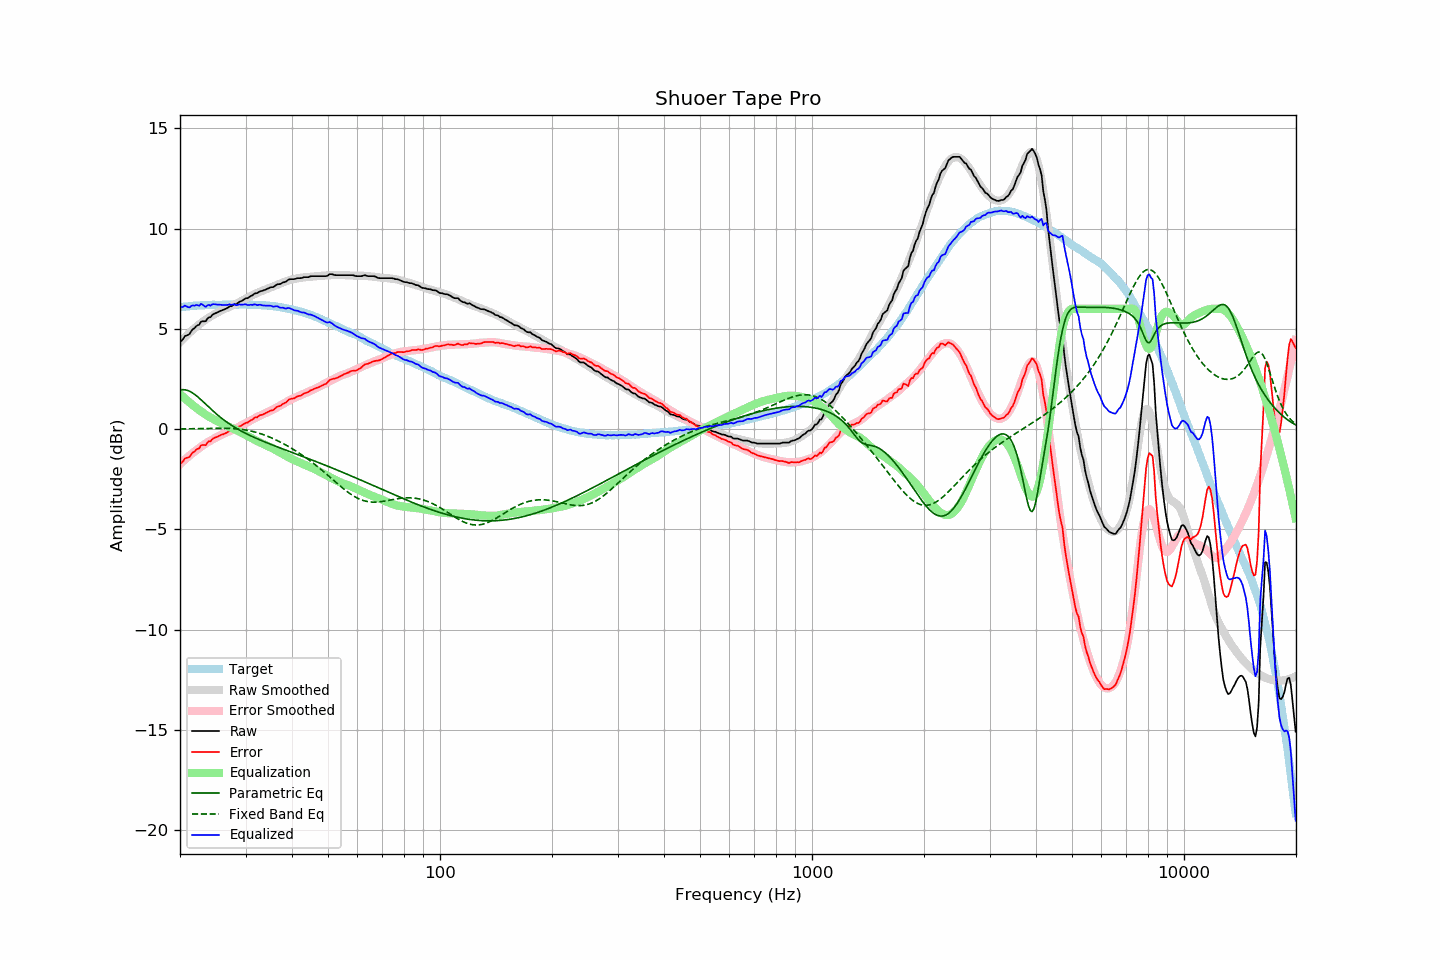 Shuoer Tape Pro
Amplitude (dBr)
15
10
5
0
−5
−10
−15
−20
Target
Raw Smoothed
Error Smoothed
Raw
Error
Equalization
Parametric Eq
Fixed Band Eq
Equalized
100
1000
10000
Frequency (Hz)